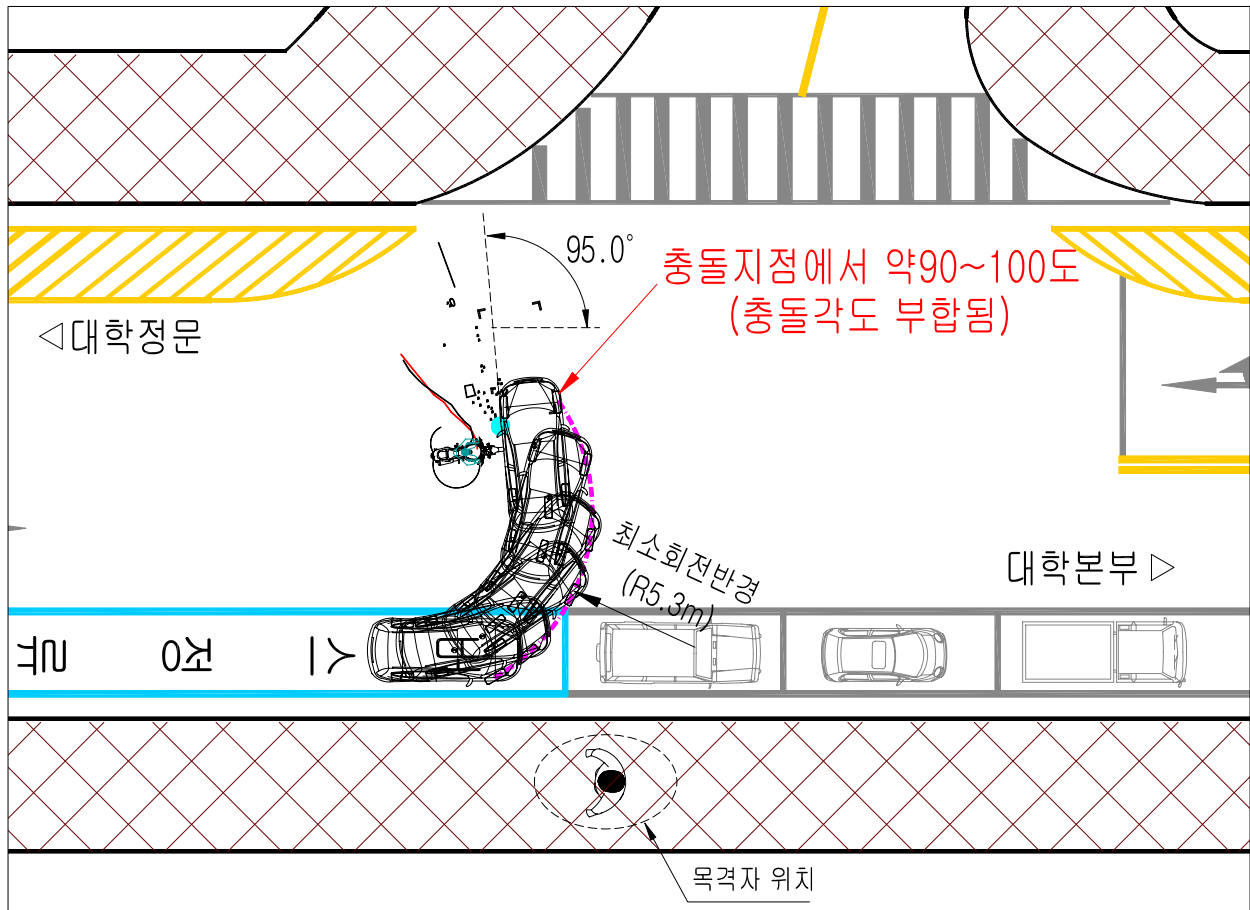 95.0°
충돌지점에서 약90~100도
(충돌각도 부합됨)
◁대학정문
최소회전반경
(R5.3m)
대학본부 ▷
스 정 류
목격자 위치